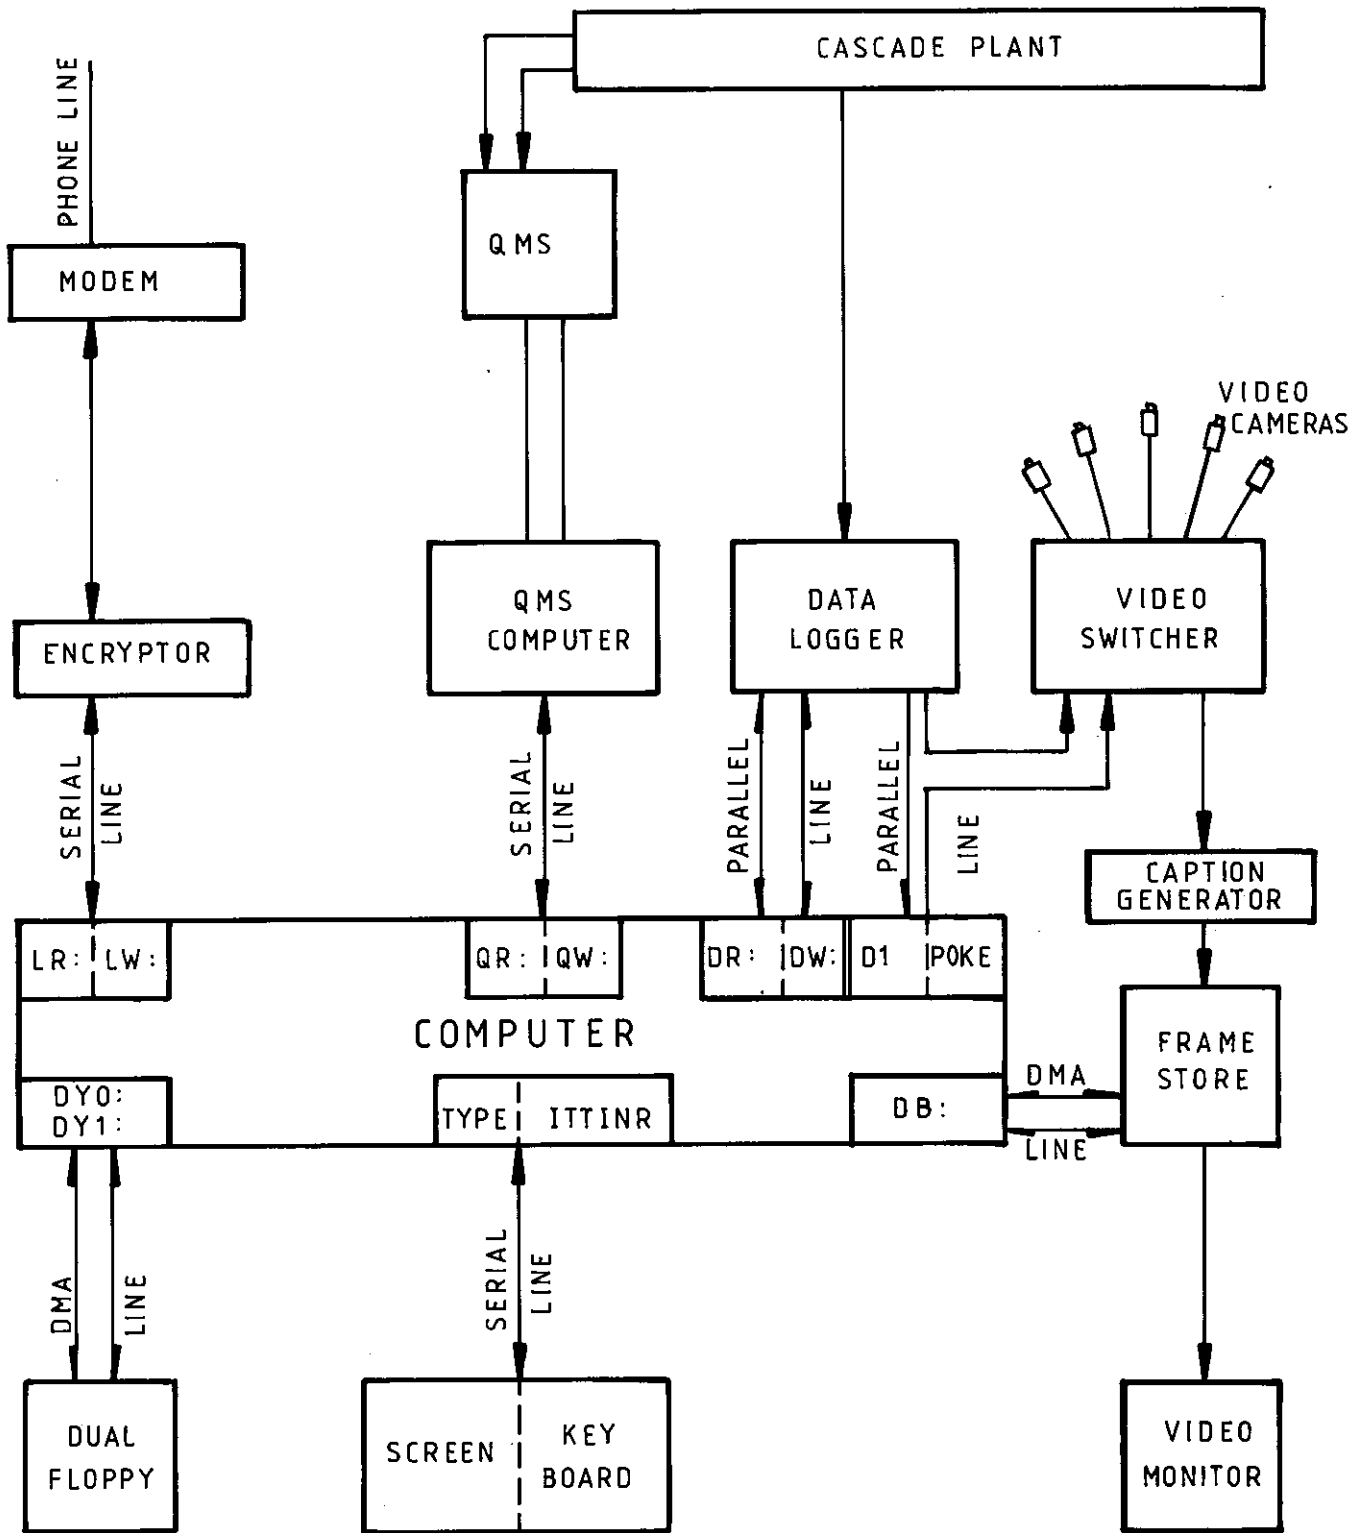 CASCADE PLANT
PHONE LINE
QMS
MODEM
VIDEO
CAMERAS
QMS
COMPUTER
DATA
LOGGER
VIDEO
SWITCHER
ENCRYPTOR
SERIAL
LINE
SERIAL
LINE
PARALLEL
LINE
PARALLEL
LINE
CAPTION
GENERATOR
LR: LW:
QR: QW:
DR: DW:
D1 POKE
COMPUTER
FRAME
STORE
DMA
LINE
DY0:
DY1:
TYPE ITTINR
DB:
DMA
LINE
SERIAL
LINE
DUAL
FLOPPY
SCREEN
KEY
BOARD
VIDEO
MONITOR